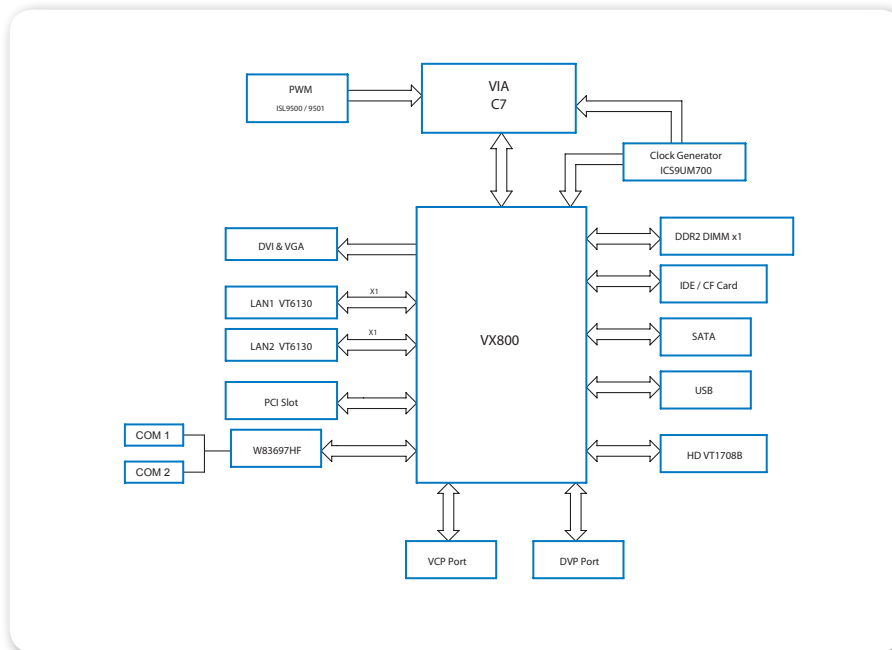 PWM
ISL9500 / 9501
VIA
C7
Clock Generator
ICS9UM700
DVI & VGA
DDR2 DIMM x1
LAN1 VT6130
X1
IDE / CF Card
LAN2 VT6130
X1
VX800
SATA
PCI Slot
USB
COM 1
COM 2
W83697HF
HD VT1708B
VCP Port
DVP Port